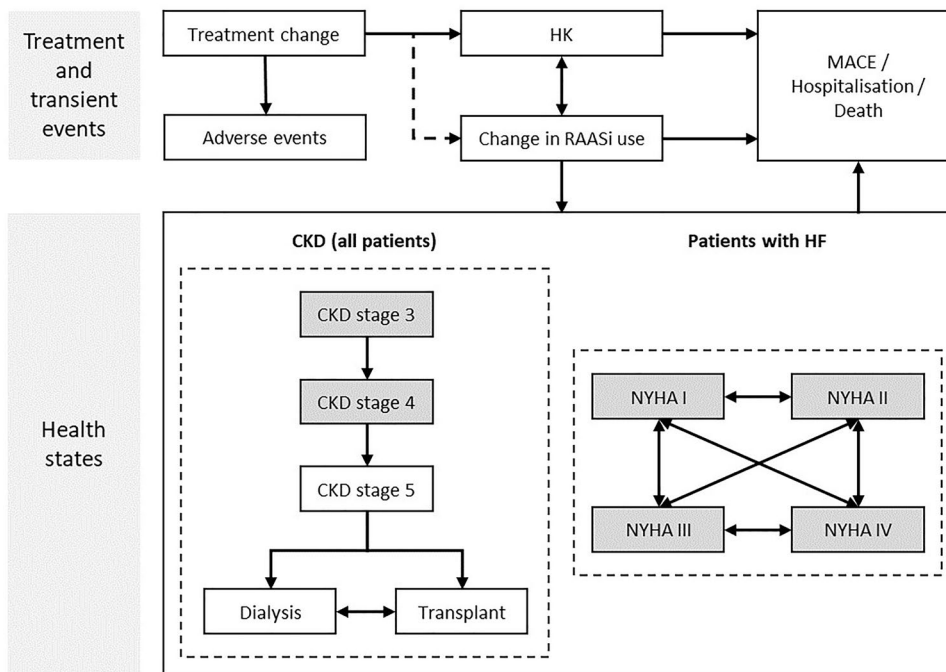 Treatment
and
transient
events
Treatment change
HK
MACE /
Hospitalisation /
Death
Adverse events
Change in RAASi use
Health
states
CKD (all patients)
Patients with HF
CKD stage 3
CKD stage 4
CKD stage 5
Dialysis
Transplant
NYHA I
NYHA II
NYHA III
NYHA IV